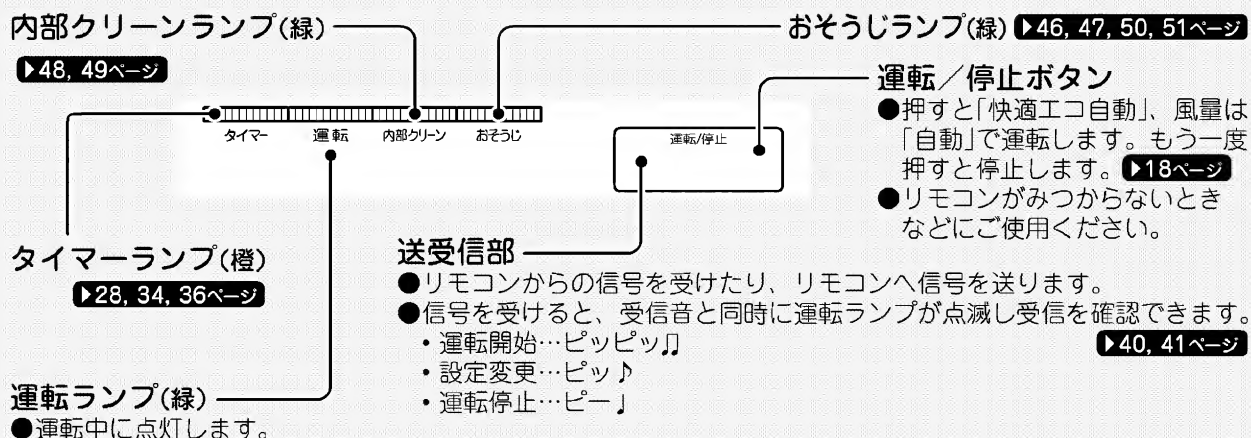 内部クリーンランプ(緑)
▶48, 49ページ
おそうじランプ(緑) ▶46, 47, 50, 51ページ
タイマー 運転 内部クリーン おそうじ
運転/停止
運転／停止ボタン
●押すと「快適エコ自動」、風量は
「自動」で運転します。もう一度
押すと停止します。▶18ページ
●リモコンがみつからないとき
などにご使用ください。
タイマーランプ(橙)
▶28, 34, 36ページ
送受信部
●リモコンからの信号を受けたり、リモコンへ信号を送ります。
●信号を受けると、受信音と同時に運転ランプが点滅し受信を確認できます。
▶40, 41ページ
・運転開始…ピッピッ♫
・設定変更…ピッ♪
・運転停止…ピー♩
運転ランプ(緑)
●運転中に点灯します。